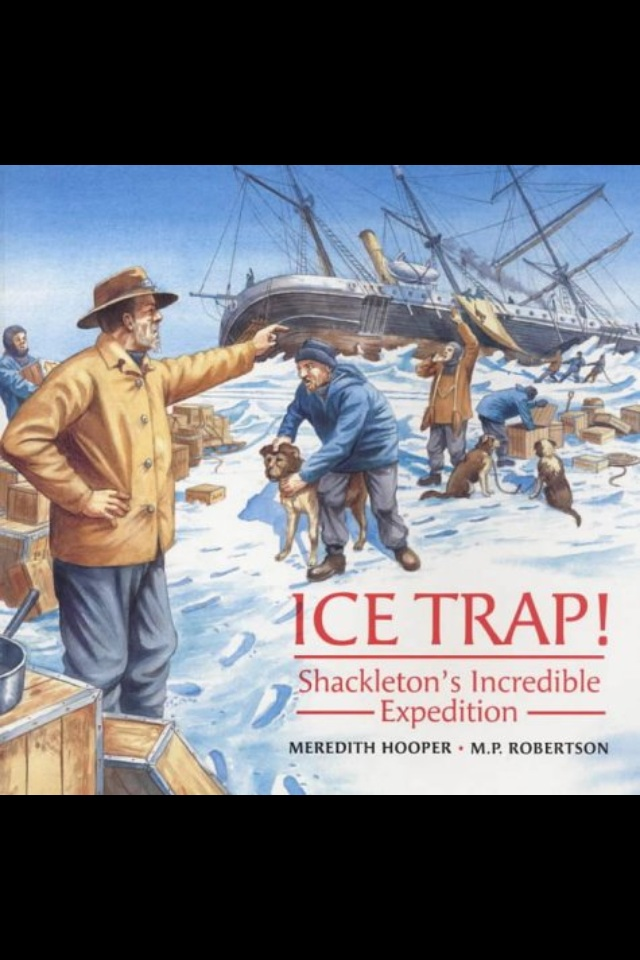 ICE TRAP!
Shackleton's Incredible
Expedition
MEREDITH HOOPER • M.P. ROBERTSON